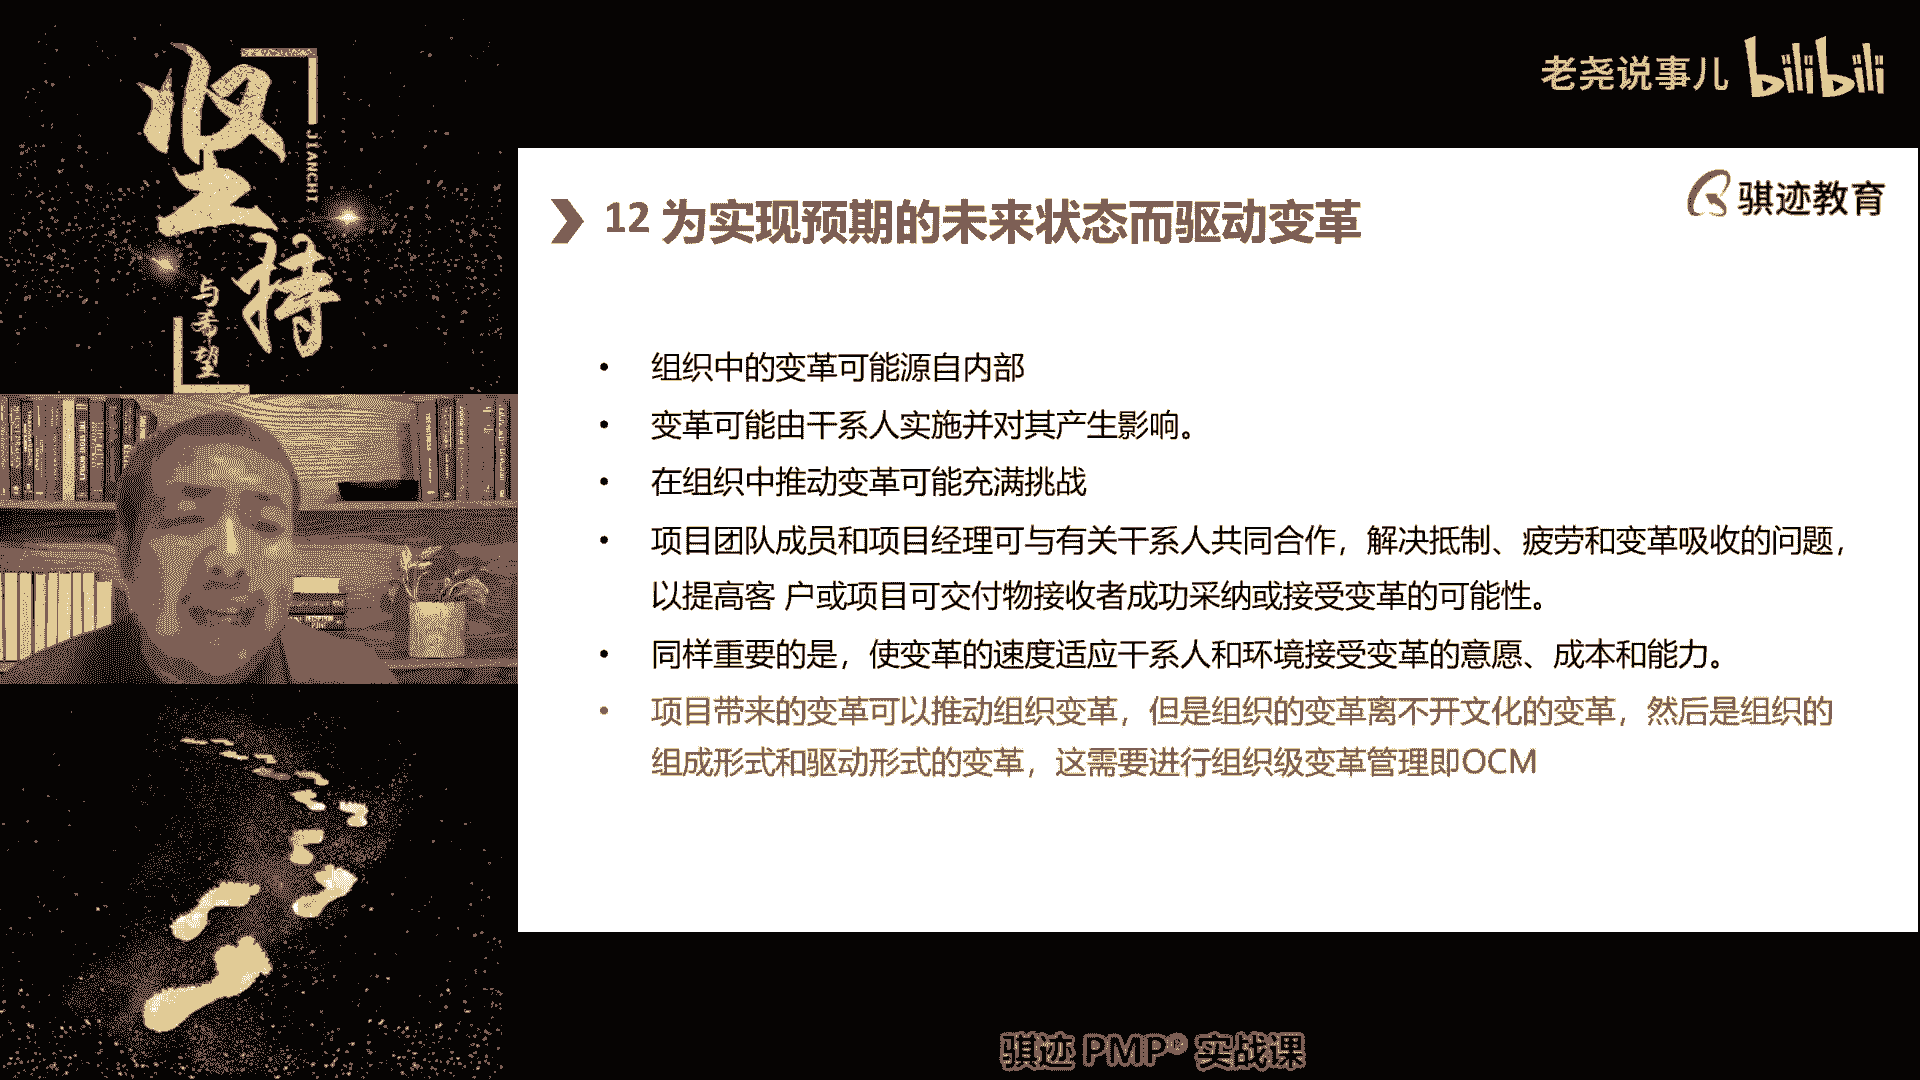 坚持
JIANCHI
与希望
老尧说事儿 bilibili
骐迹教育
12 为实现预期的未来状态而驱动变革
• 组织中的变革可能源自内部
• 变革可能由干系人实施并对其产生影响。
• 在组织中推动变革可能充满挑战
• 项目团队成员和项目经理可与有关干系人共同合作，解决抵制、疲劳和变革吸收的问题，
以提高客 户或项目可交付物接收者成功采纳或接受变革的可能性。
• 同样重要的是，使变革的速度适应干系人和环境接受变革的意愿、成本和能力。
• 项目带来的变革可以推动组织变革，但是组织的变革离不开文化的变革，然后是组织的
组成形式和驱动形式的变革，这需要进行组织级变革管理即OCM
骐迹 PMP® 实战课